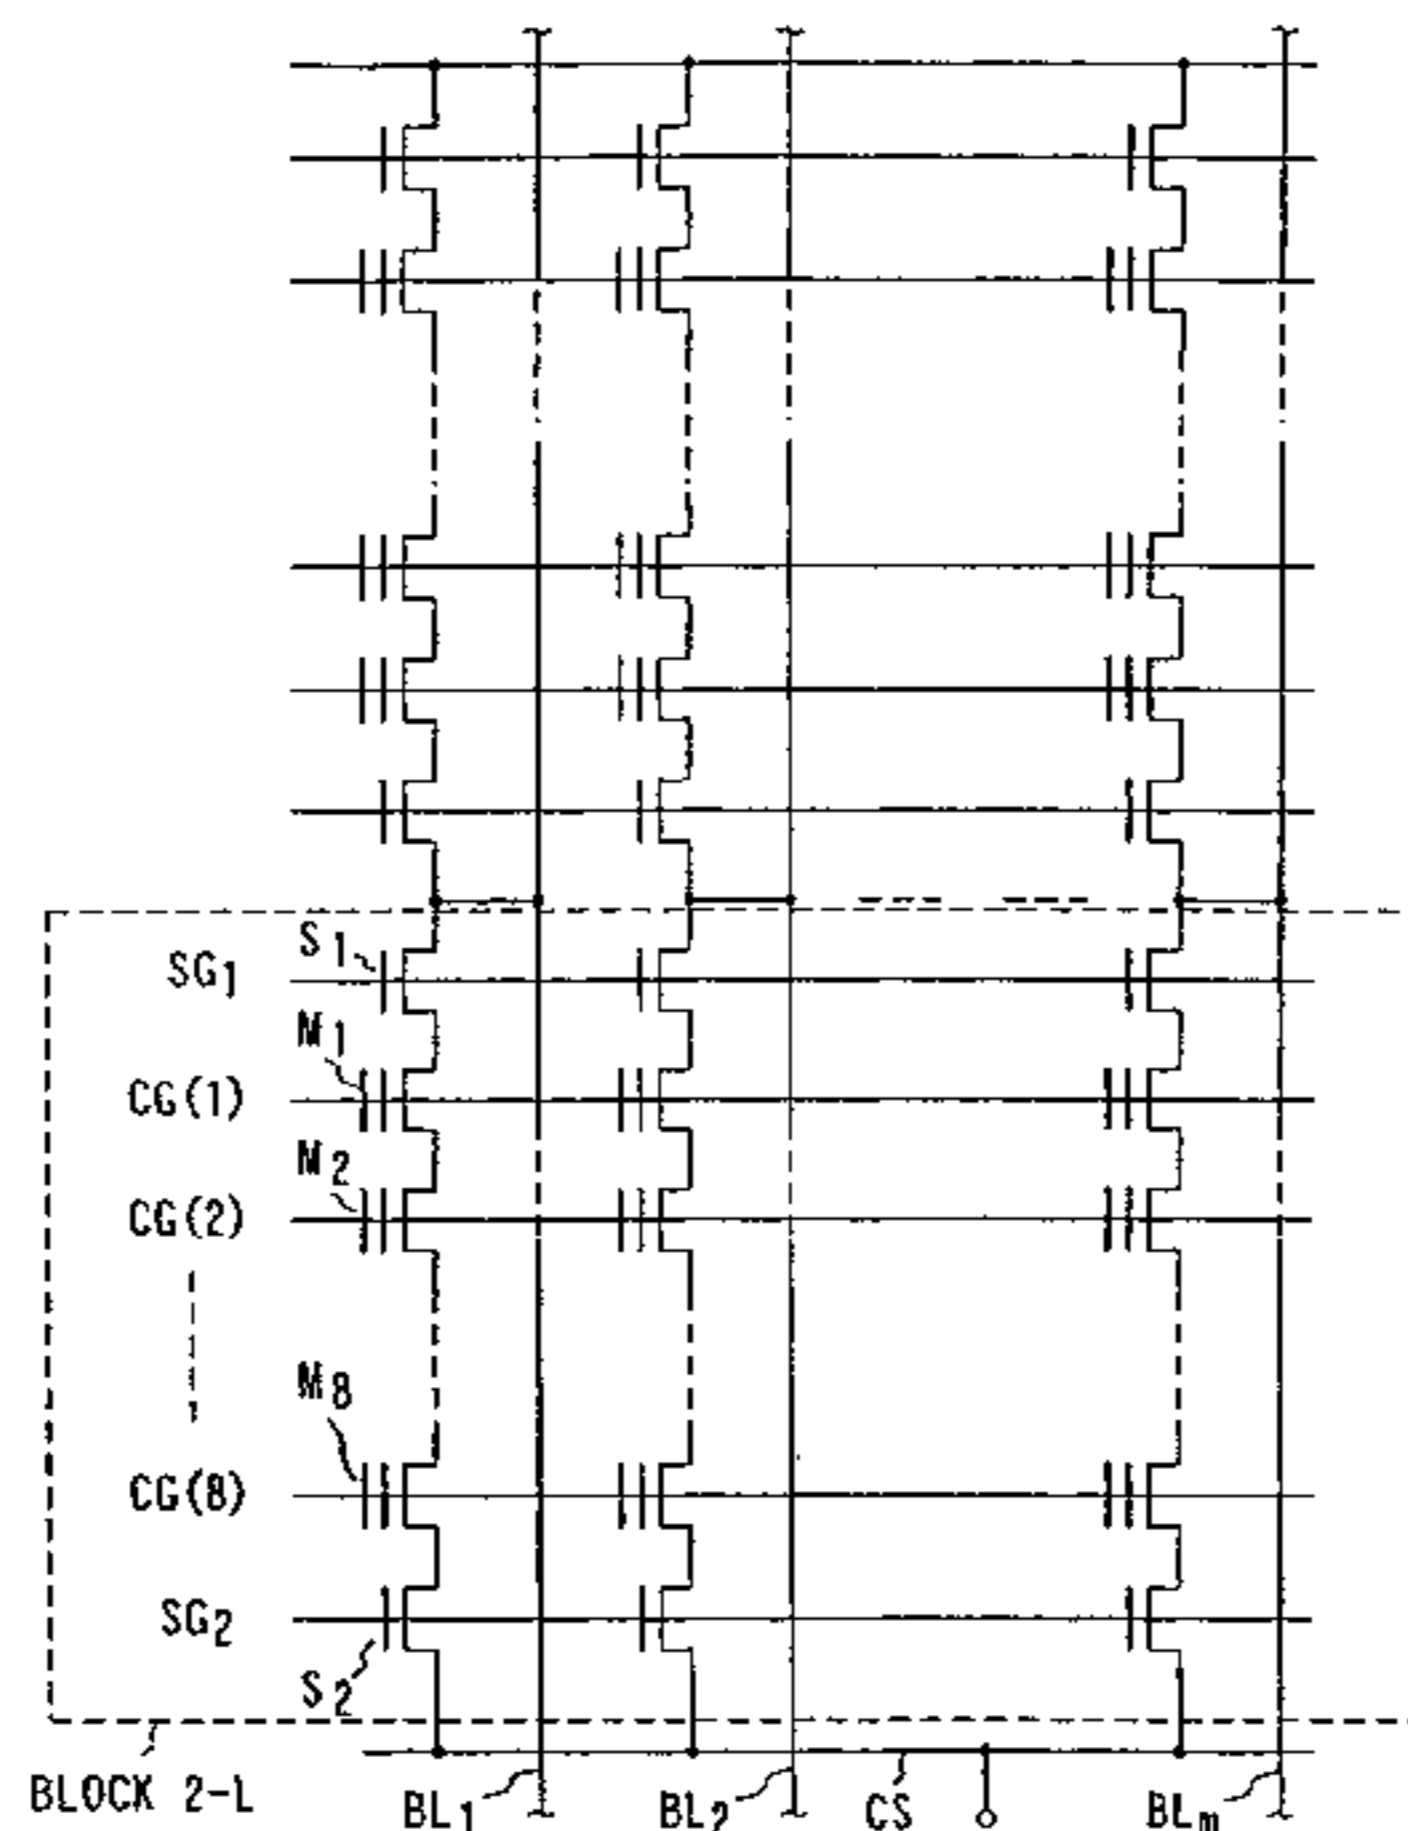 S1
SG1
M1
CG(1)
M2
CG(2)
M8
CG(8)
SG2
S2
BLOCK 2-L
BL1
BL2
CS
BLm